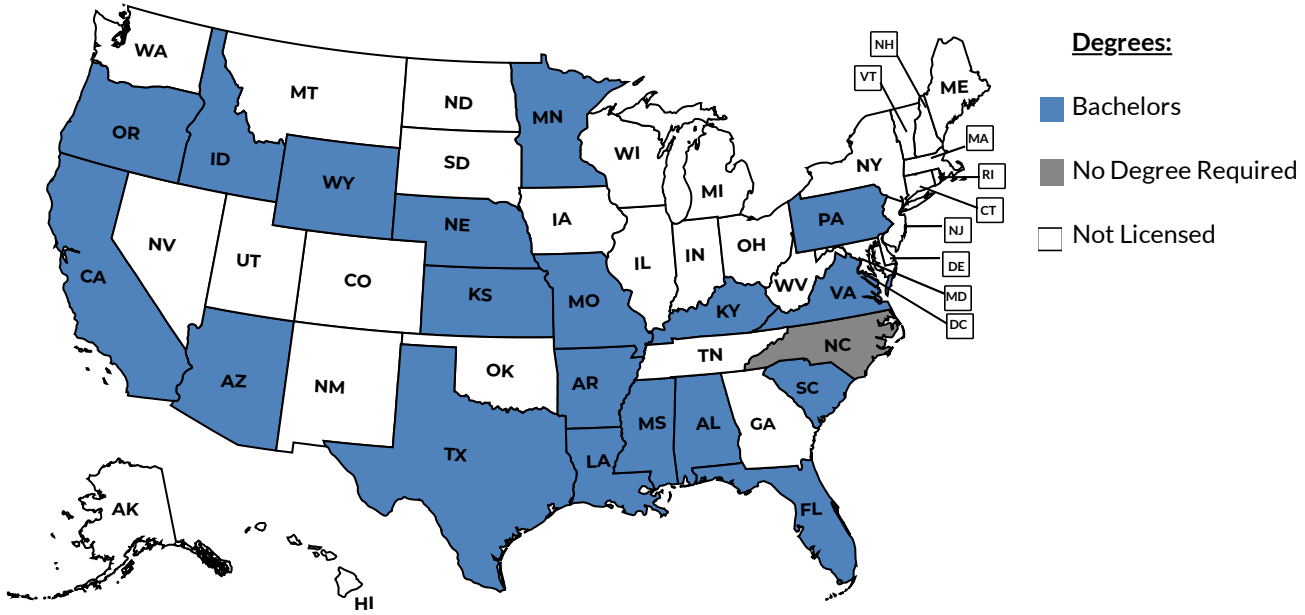 Degrees:
Bachelors
No Degree Required
Not Licensed
WA
MT
ND
MN
OR
ID
WY
SD
WI
MI
NY
VT
NH
ME
MA
RI
CT
NJ
DE
MD
DC
PA
NE
IA
IL
IN
OH
WV
VA
NV
UT
CO
KS
MO
KY
CA
AZ
NM
OK
AR
TN
NC
SC
TX
LA
MS
AL
GA
FL
AK
HI